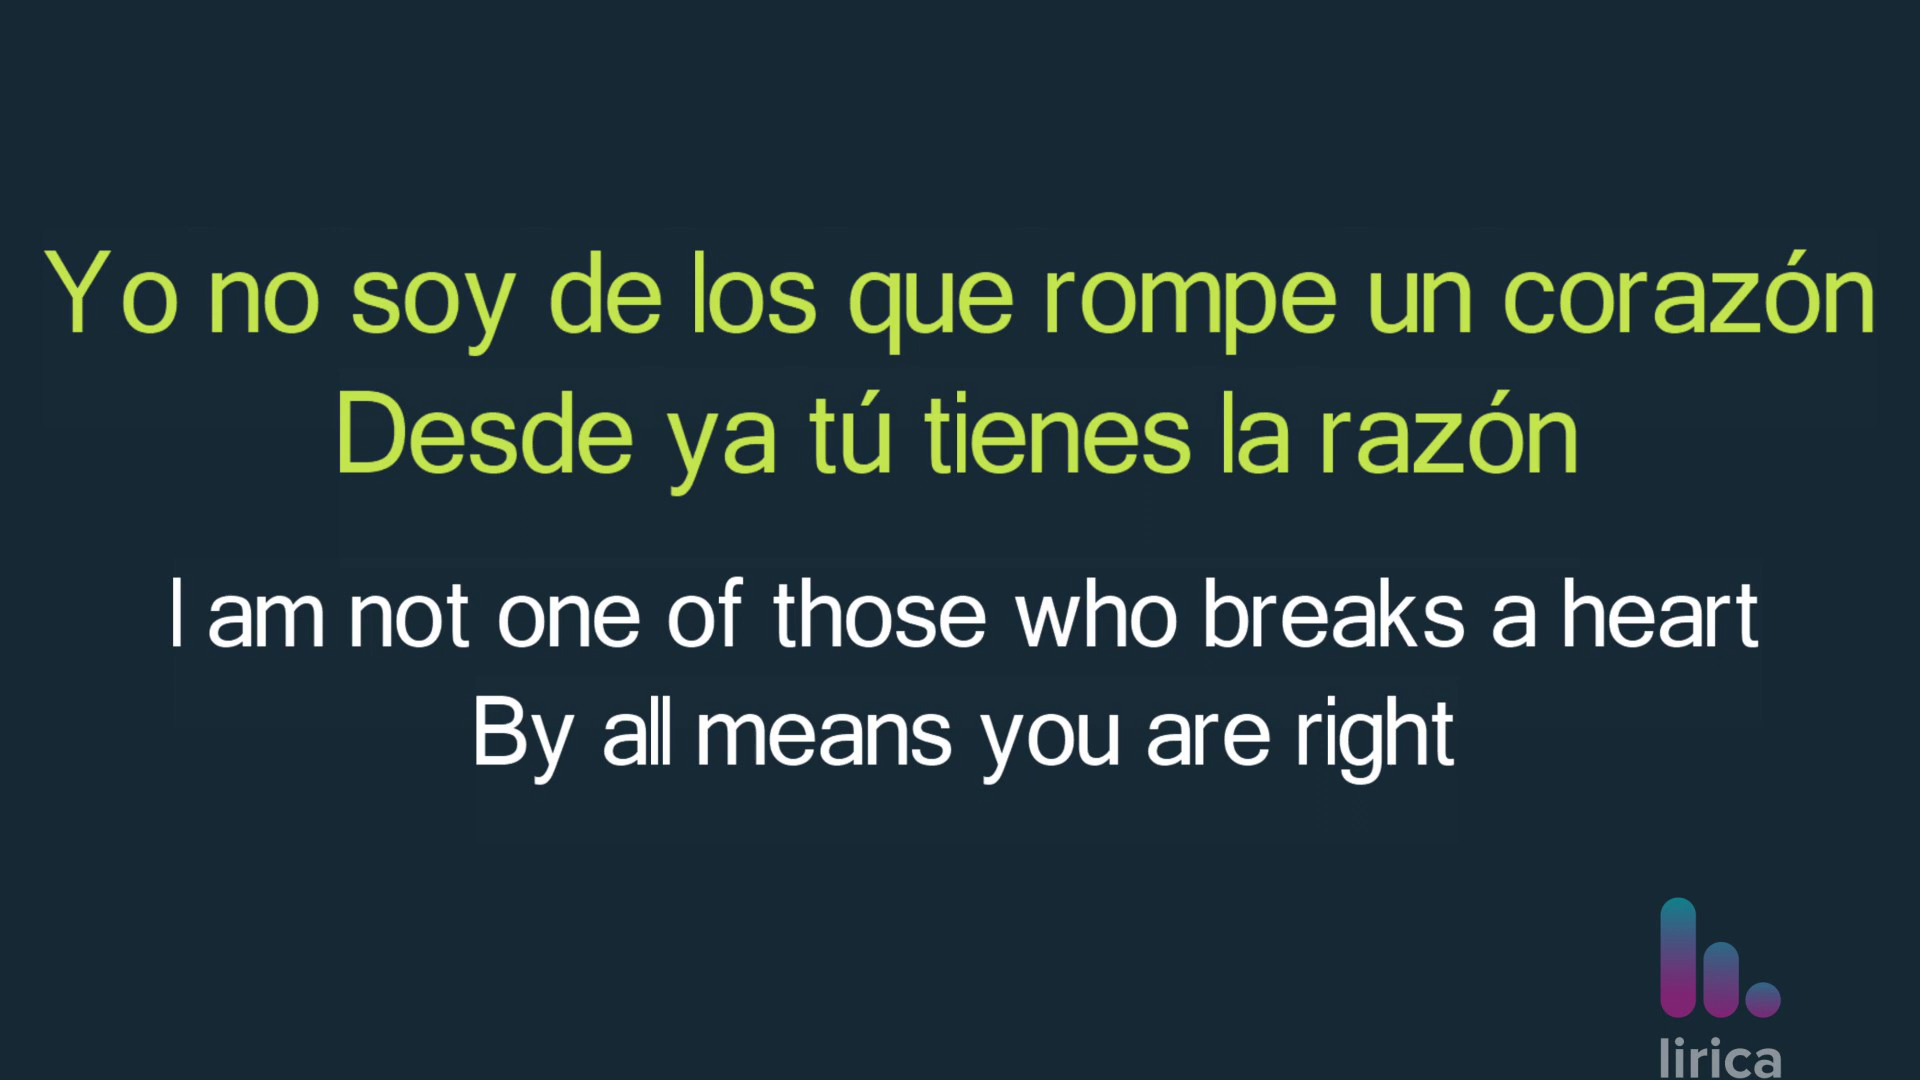 Yo no soy de los que rompe un corazón
Desde ya tú tienes la razón
I am not one of those who breaks a heart
By all means you are right
lirica